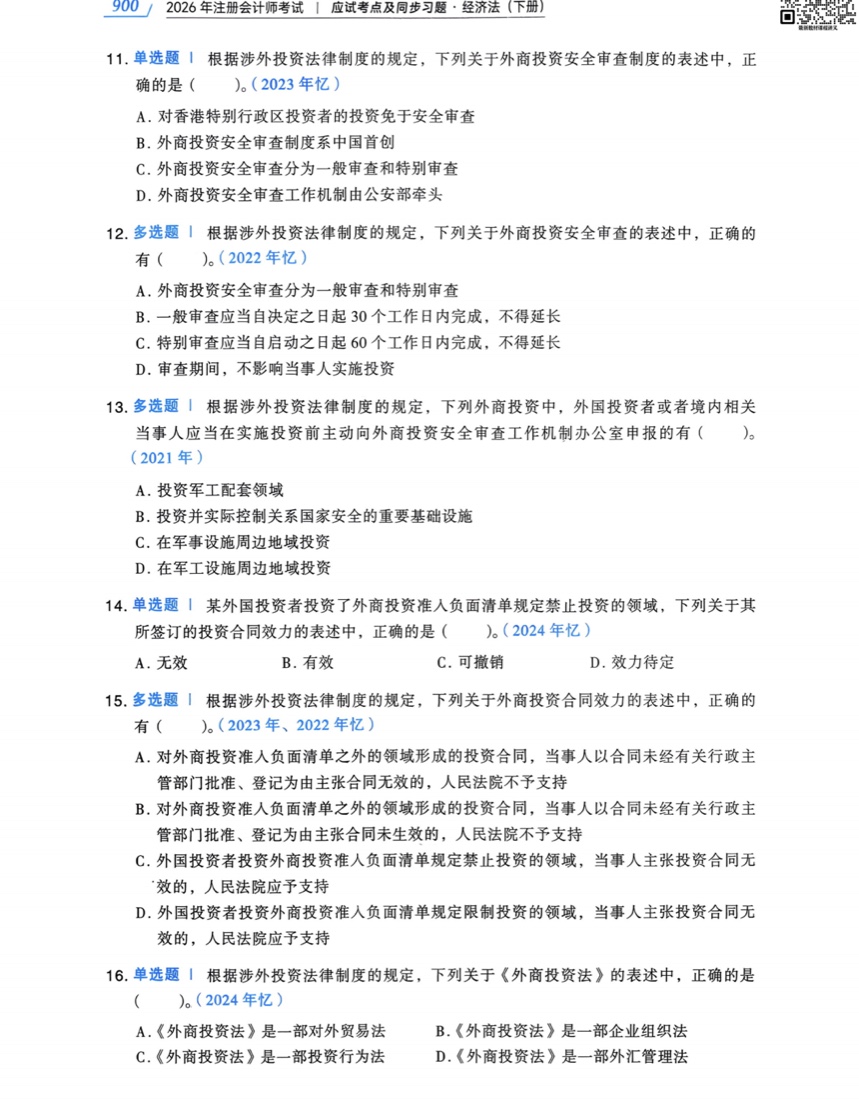 900 / 2026 年注册会计师考试 | 应试考点及同步习题·经济法（下册）
11. 单选题 | 根据涉外投资法律制度的规定，下列关于外商投资安全审查制度的表述中，正
确的是（　　）。（2023 年忆）
A. 对香港特别行政区投资者的投资免于安全审查
B. 外商投资安全审查制度系中国首创
C. 外商投资安全审查分为一般审查和特别审查
D. 外商投资安全审查工作机制由公安部牵头
12. 多选题 | 根据涉外投资法律制度的规定，下列关于外商投资安全审查的表述中，正确的
有（　　）。（2022 年忆）
A. 外商投资安全审查分为一般审查和特别审查
B. 一般审查应当自决定之日起 30 个工作日内完成，不得延长
C. 特别审查应当自启动之日起 60 个工作日内完成，不得延长
D. 审查期间，不影响当事人实施投资
13. 多选题 | 根据涉外投资法律制度的规定，下列外商投资中，外国投资者或者境内相关
当事人应当在实施投资前主动向外商投资安全审查工作机制办公室申报的有（　　）。
（2021 年）
A. 投资军工配套领域
B. 投资并实际控制关系国家安全的重要基础设施
C. 在军事设施周边地域投资
D. 在军工设施周边地域投资
14. 单选题 | 某外国投资者投资了外商投资准入负面清单规定禁止投资的领域，下列关于其
所签订的投资合同效力的表述中，正确的是（　　）。（2024 年忆）
A. 无效　B. 有效　C. 可撤销　D. 效力待定
15. 多选题 | 根据涉外投资法律制度的规定，下列关于外商投资合同效力的表述中，正确的
有（　　）。（2023 年、2022 年忆）
A. 对外商投资准入负面清单之外的领域形成的投资合同，当事人以合同未经有关行政主
管部门批准、登记为由主张合同无效的，人民法院不予支持
B. 对外商投资准入负面清单之外的领域形成的投资合同，当事人以合同未经有关行政主
管部门批准、登记为由主张合同未生效的，人民法院不予支持
C. 外国投资者投资外商投资准入负面清单规定禁止投资的领域，当事人主张投资合同无
效的，人民法院应予支持
D. 外国投资者投资外商投资准入负面清单规定限制投资的领域，当事人主张投资合同无
效的，人民法院应予支持
16. 单选题 | 根据涉外投资法律制度的规定，下列关于《外商投资法》的表述中，正确的是
（　　）。（2024 年忆）
A.《外商投资法》是一部对外贸易法　B.《外商投资法》是一部企业组织法
C.《外商投资法》是一部投资行为法　D.《外商投资法》是一部外汇管理法